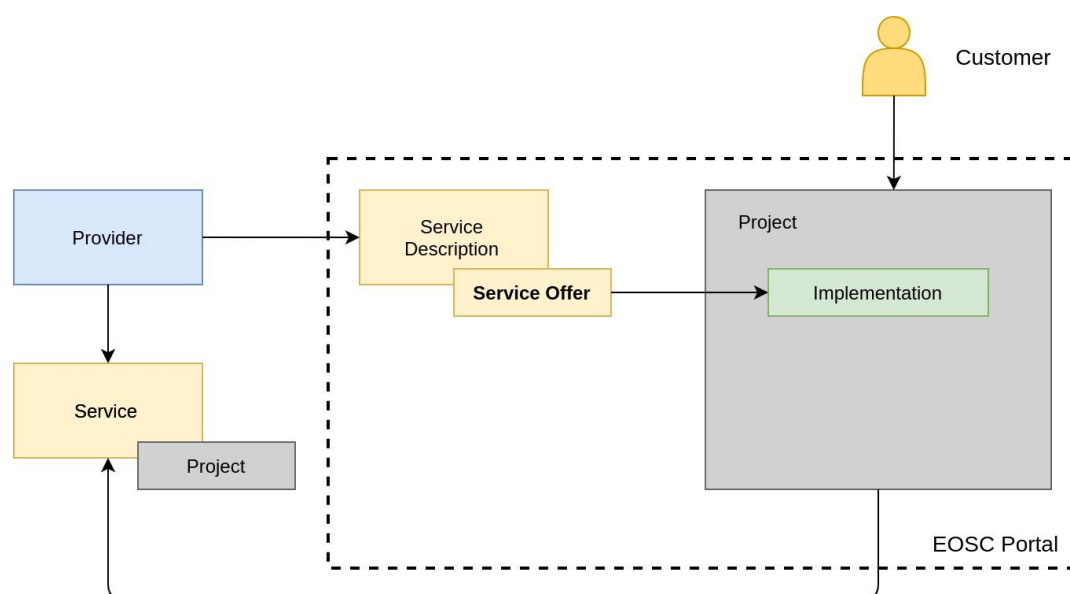 Customer
Provider
Service
Description
Project
Service Offer
Implementation
Service
Project
EOSC Portal